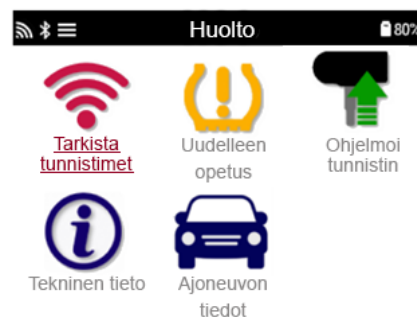 Huolto
80%
Tarkista
tunnistimet
Uudelleen
opetus
Ohjelmoi
tunnistin
Tekninen tieto
Ajoneuvon
tiedot